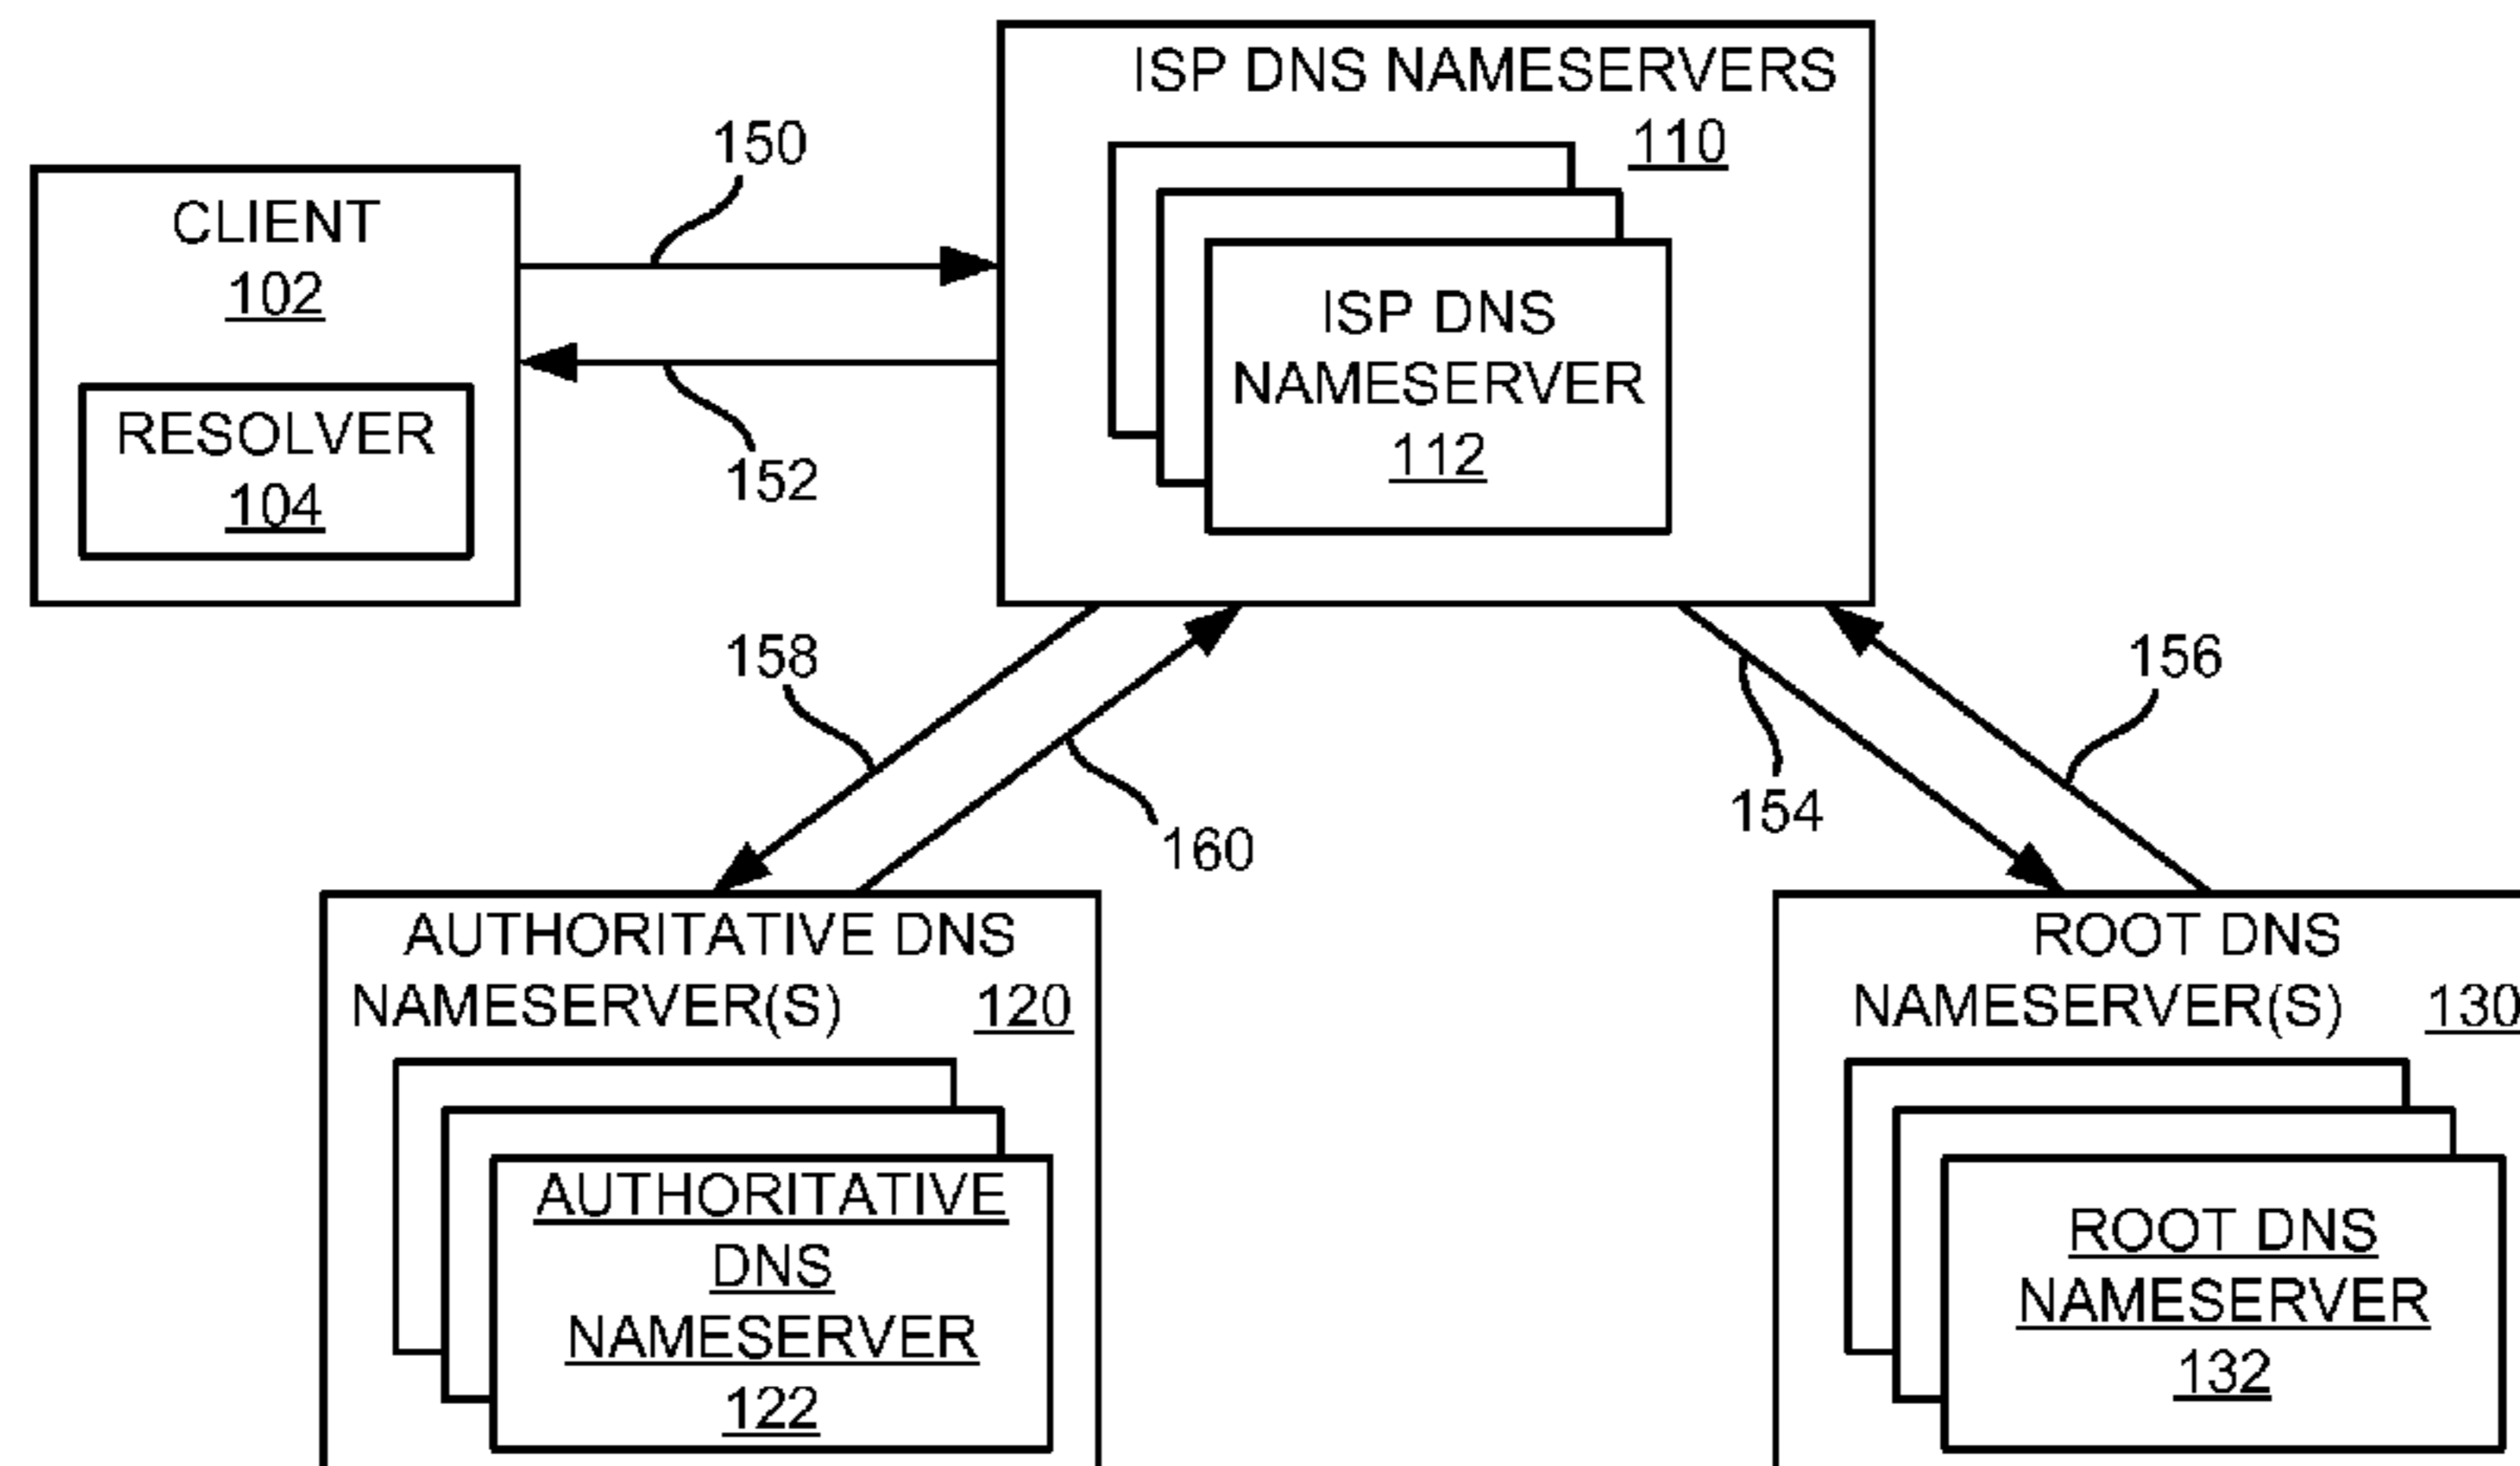 ISP DNS NAMESERVERS
110
150
CLIENT
102
ISP DNS
NAMESERVER
112
RESOLVER
104
152
158
156
154
160
AUTHORITATIVE DNS
NAMESERVER(S) 120
ROOT DNS
NAMESERVER(S) 130
AUTHORITATIVE
DNS
NAMESERVER
122
ROOT DNS
NAMESERVER
132